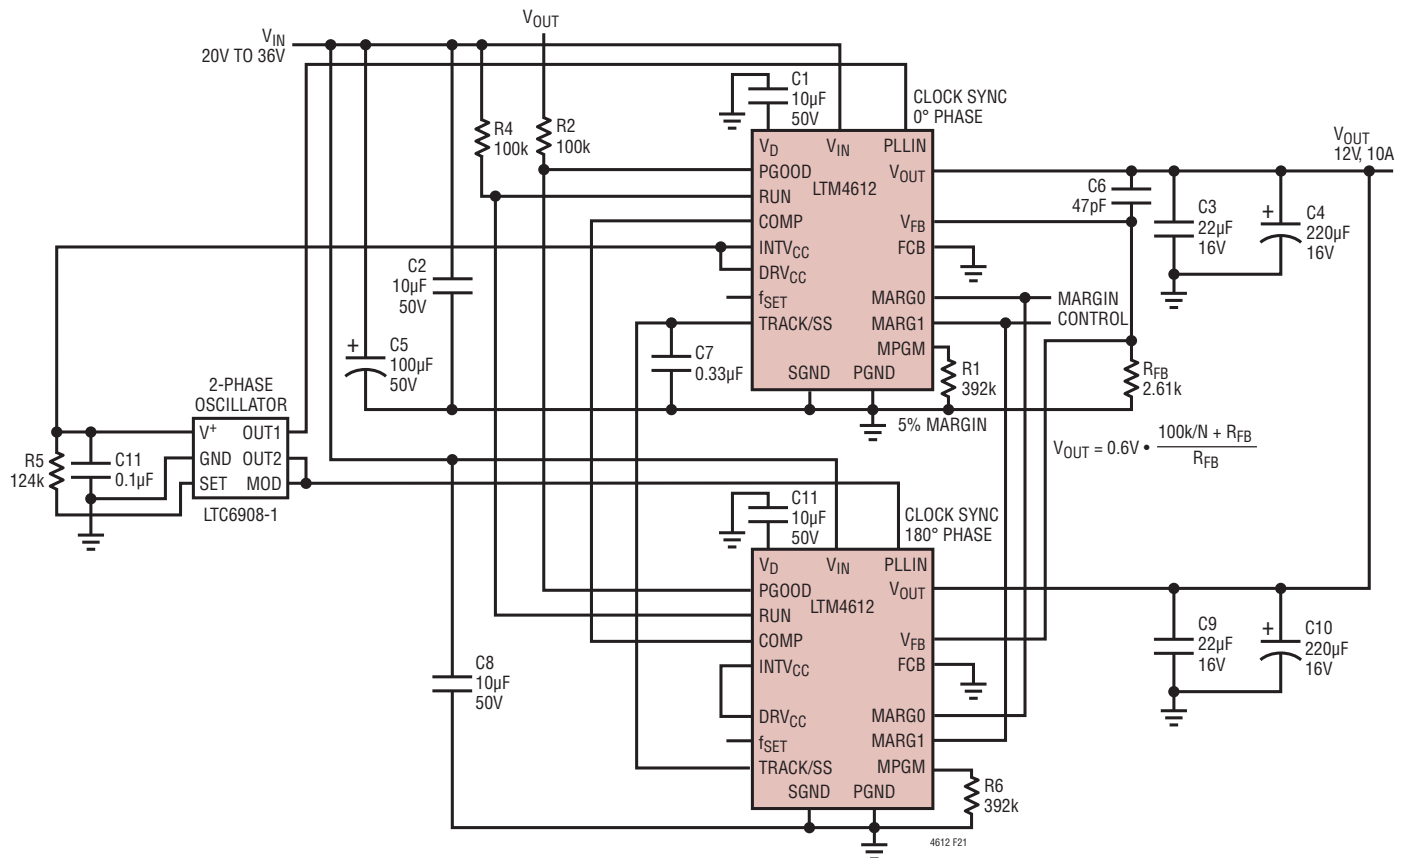 VIN
20V TO 36V
VOUT
R4
100k
R2
100k
C1
10µF
50V
CLOCK SYNC
0° PHASE
VD
VIN
PLLIN
PGOOD
VOUT
LTM4612
RUN
COMP
VFB
INTVCC
FCB
DRVCC
fSET
MARG0
TRACK/SS
MARG1
MPGM
SGND
PGND
VOUT
12V, 10A
C6
47pF
C3
22µF
16V
+
C4
220µF
16V
MARGIN
CONTROL
C2
10µF
50V
+
C5
100µF
50V
C7
0.33µF
R1
392k
RFB
2.61k
5% MARGIN
VOUT = 0.6V • 100k/N + RFB
RFB
2-PHASE
OSCILLATOR
V+
OUT1
GND
OUT2
SET
MOD
LTC6908-1
R5
124k
C11
0.1µF
C11
10µF
50V
CLOCK SYNC
180° PHASE
VD
VIN
PLLIN
PGOOD
VOUT
LTM4612
RUN
COMP
VFB
INTVCC
FCB
DRVCC
MARG0
fSET
MARG1
TRACK/SS
MPGM
SGND
PGND
C8
10µF
50V
C9
22µF
16V
+
C10
220µF
16V
R6
392k
4612 F21